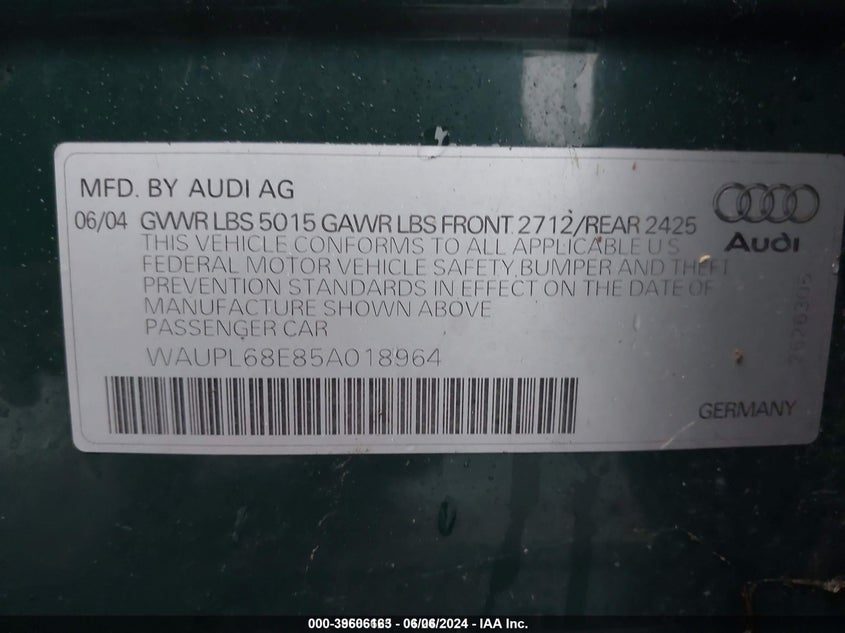 MFD. BY AUDI AG
06/04 GVWR LBS 5015 GAWR LBS FRONT 2712/REAR 2425
THIS VEHICLE CONFORMS TO ALL APPLICABLE U S
FEDERAL MOTOR VEHICLE SAFETY, BUMPER AND THEFT
PREVENTION STANDARDS IN EFFECT ON THE DATE OF
MANUFACTURE SHOWN ABOVE
PASSENGER CAR
WAUPL68E85A018964
Audi
GERMANY
- IAA Inc.